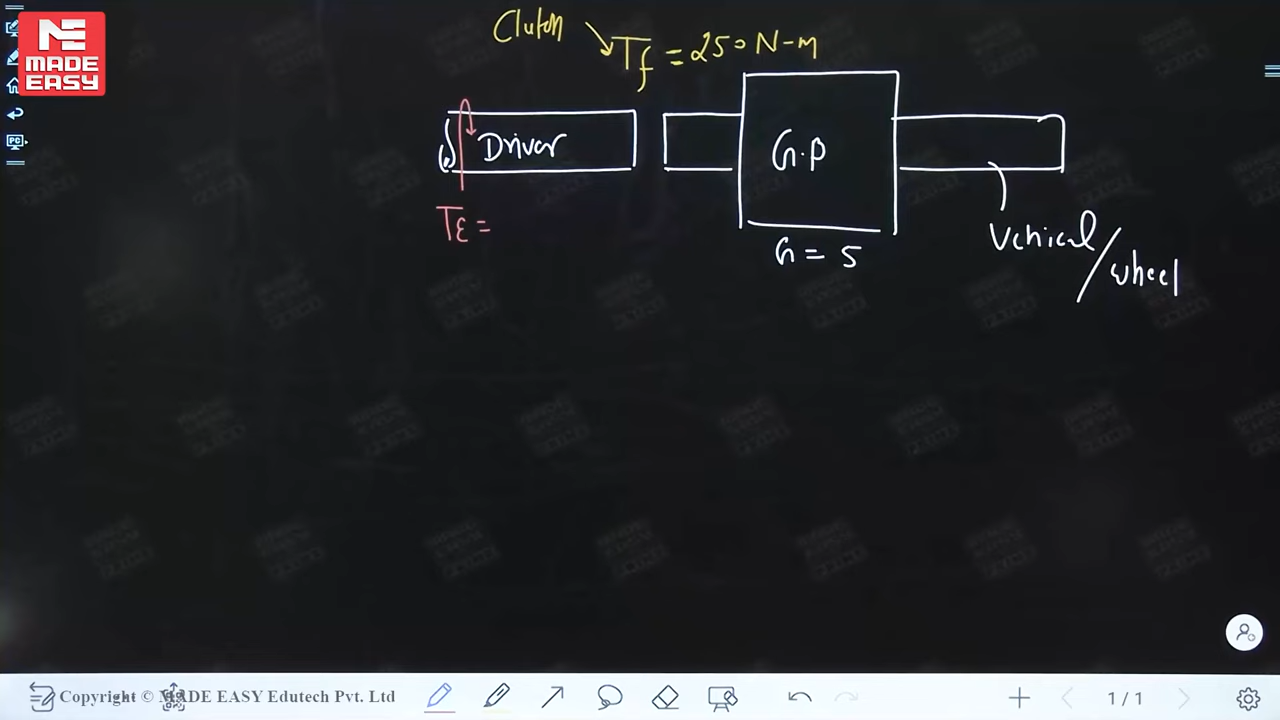 MADE EASY
Clutch
Tf = 250 N-m
Driver
G.P
TE =
G = 5
Vehical/wheel
Copyright © MADE EASY Edutech Pvt. Ltd
1/1